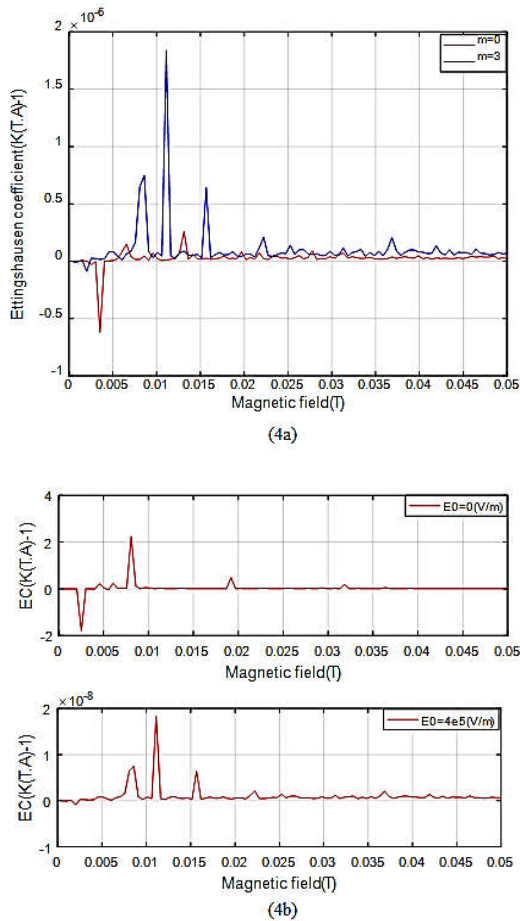 2 × 10-6
m=0
m=3
1.5
1
0.5
0
-0.5
-1
Ettingshausen coefficient(K(T.A)-1)
0 0.005 0.01 0.015 0.02 0.025 0.03 0.035 0.04 0.045 0.05
Magnetic field(T)
(4a)
4
2
0
-2
EC(K(T.A)-1)
E0=0(V/m)
0 0.005 0.01 0.015 0.02 0.025 0.03 0.035 0.04 0.045 0.05
Magnetic field(T)
2 × 10-8
1
0
-1
EC(K(T.A)-1)
E0=4e5(V/m)
0 0.005 0.01 0.015 0.02 0.025 0.03 0.035 0.04 0.045 0.05
Magnetic field(T)
(4b)